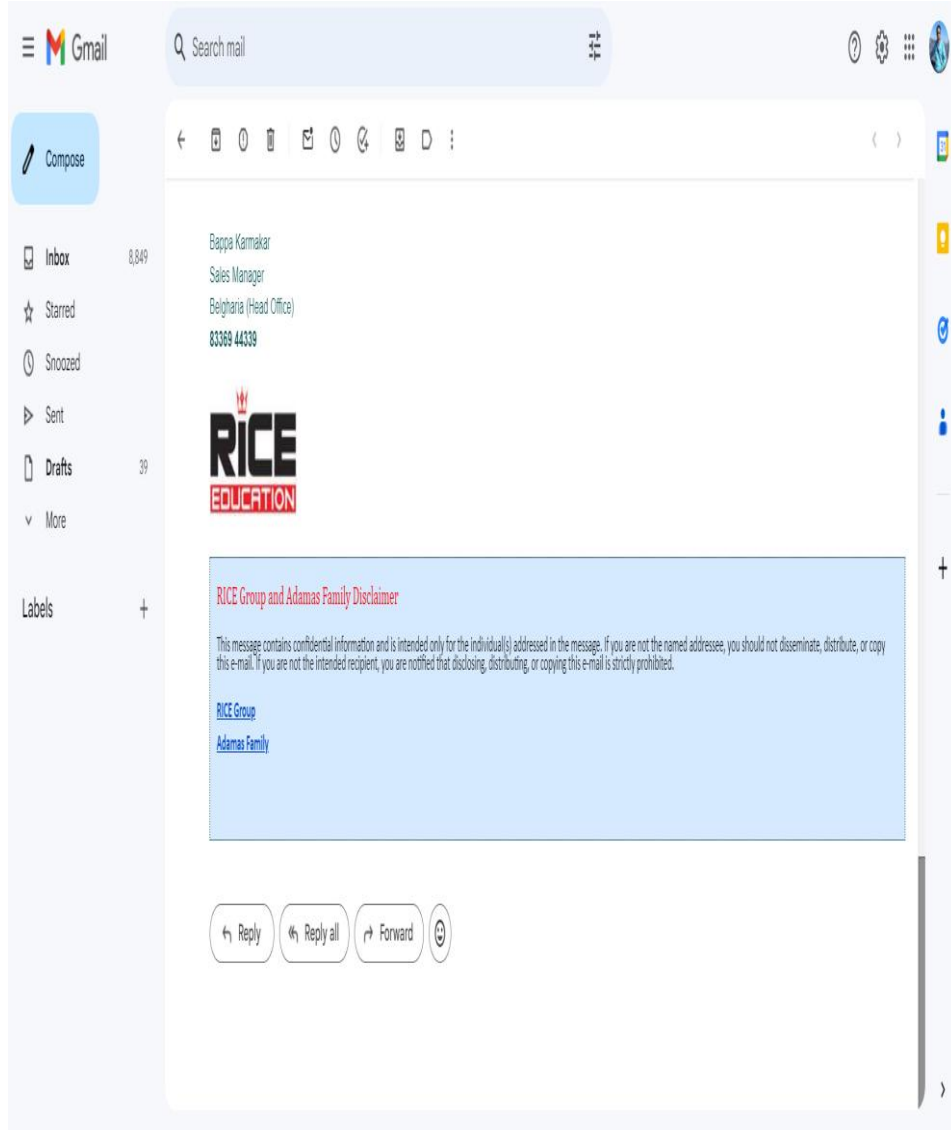 Gmail
Search mail
Compose
Inbox 8,849
Starred
Snoozed
Sent
Drafts 39
More
Labels
Bappa Karmakar
Sales Manager
Belgharia (Head Office)
83369 44339
RiCE
EDUCATION
RICE Group and Adamas Family Disclaimer
This message contains confidential information and is intended only for the individual(s) addressed in the message. If you are not the named addressee, you should not disseminate, distribute, or copy
this e-mail. If you are not the intended recipient, you are notified that disclosing, distributing, or copying this e-mail is strictly prohibited.
RICE Group
Adamas Family
Reply
Reply all
Forward
31